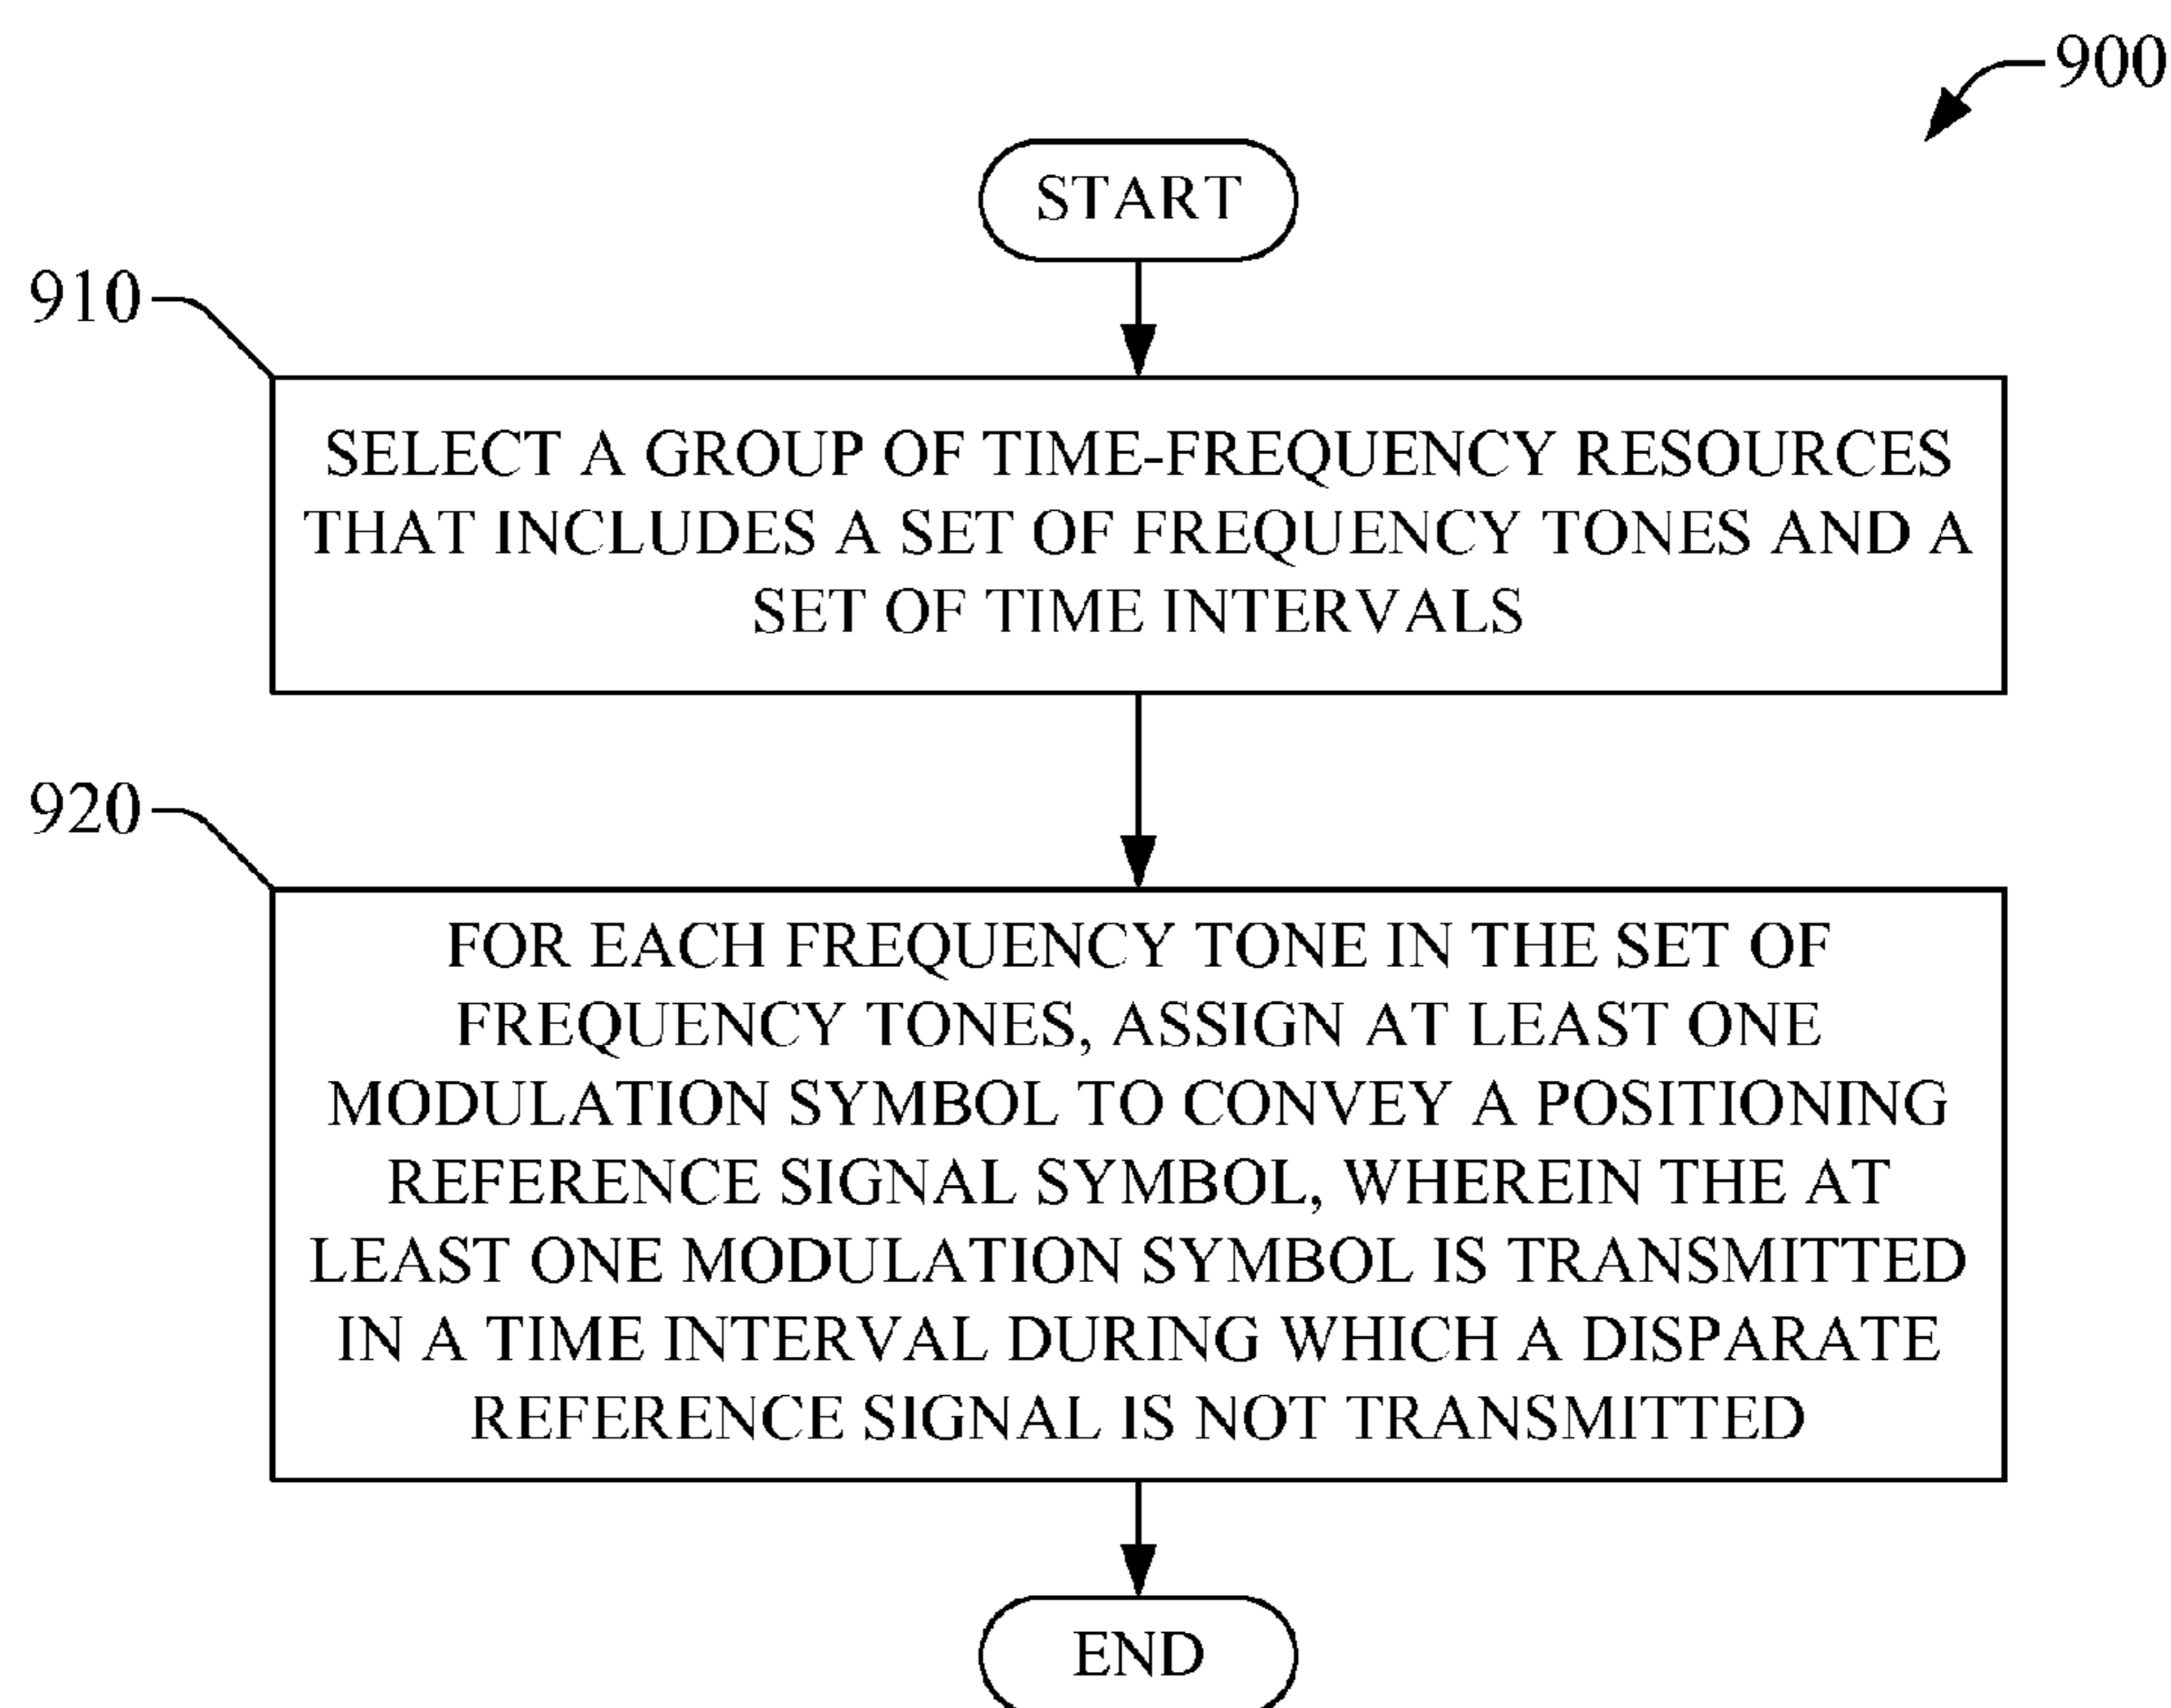 900
START
910
SELECT A GROUP OF TIME-FREQUENCY RESOURCES
THAT INCLUDES A SET OF FREQUENCY TONES AND A
SET OF TIME INTERVALS
920
FOR EACH FREQUENCY TONE IN THE SET OF
FREQUENCY TONES, ASSIGN AT LEAST ONE
MODULATION SYMBOL TO CONVEY A POSITIONING
REFERENCE SIGNAL SYMBOL, WHEREIN THE AT
LEAST ONE MODULATION SYMBOL IS TRANSMITTED
IN A TIME INTERVAL DURING WHICH A DISPARATE
REFERENCE SIGNAL IS NOT TRANSMITTED
END